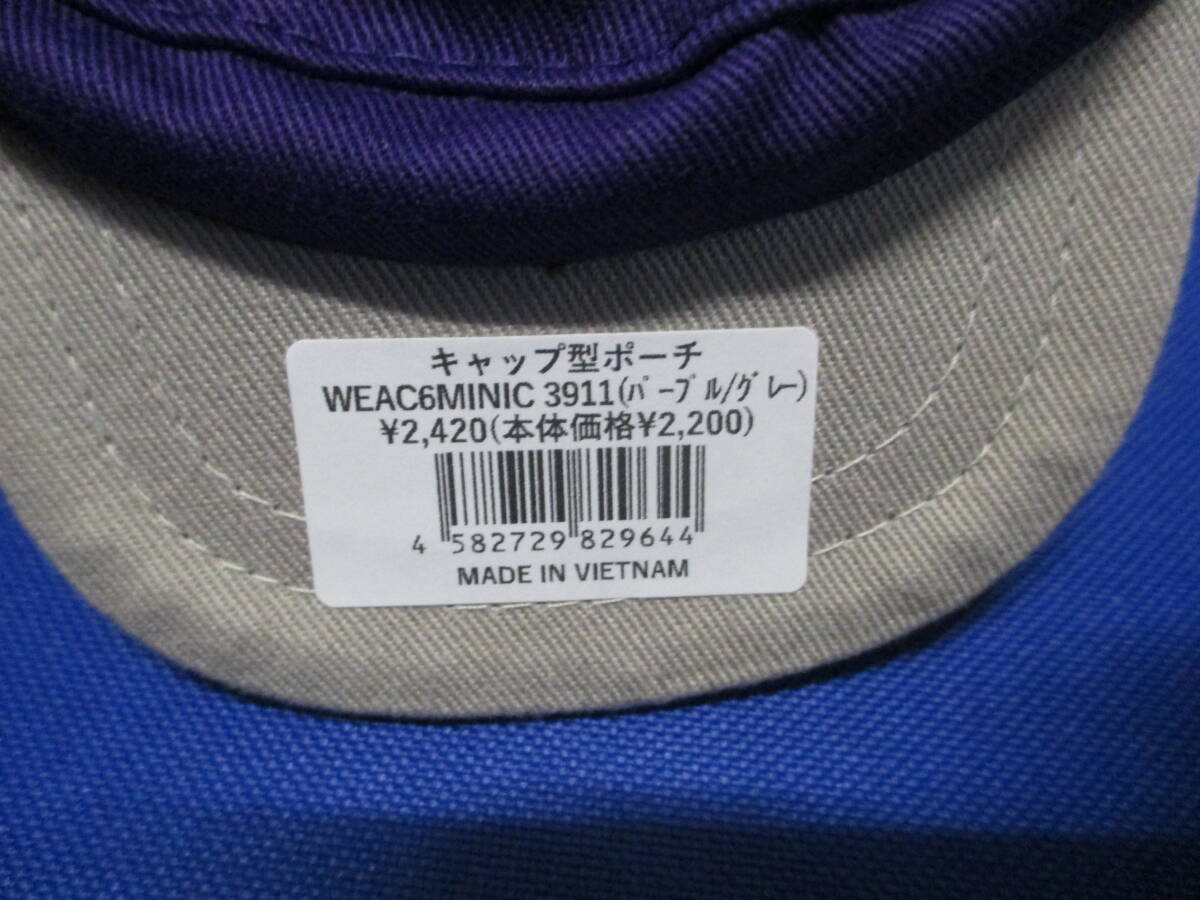 キャップ型ポーチ
WEAC6MINIC 3911(ﾊﾟｰﾌﾟﾙ/ｸﾞﾚｰ)
¥2,420(本体価格¥2,200)
4 582729 829644
MADE IN VIETNAM